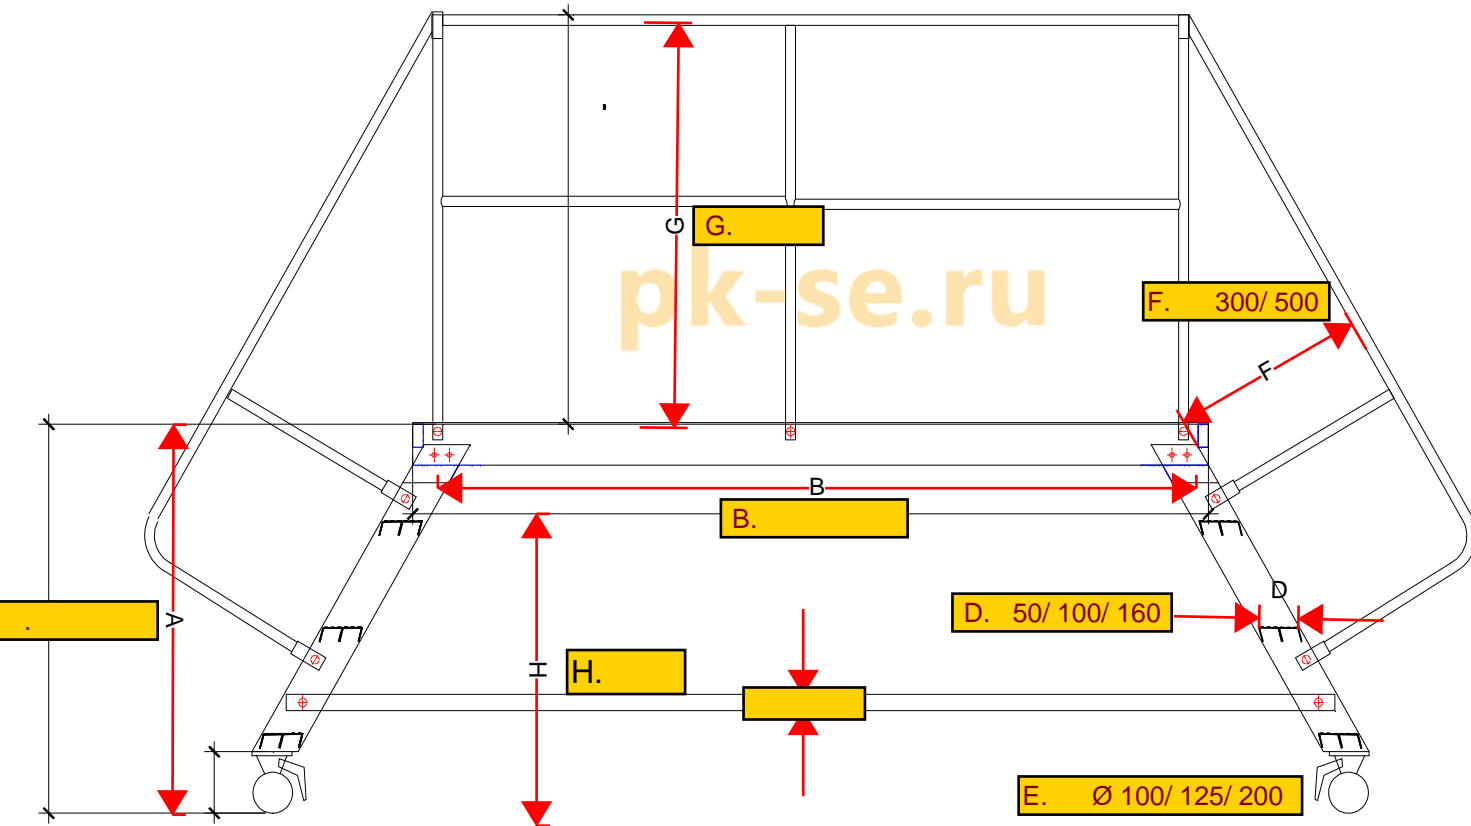 G
G.
pk-se.ru
F. 300/ 500
F
B
B.
D
D. 50/ 100/ 160
.
A
H
H.
E. Ø 100/ 125/ 200